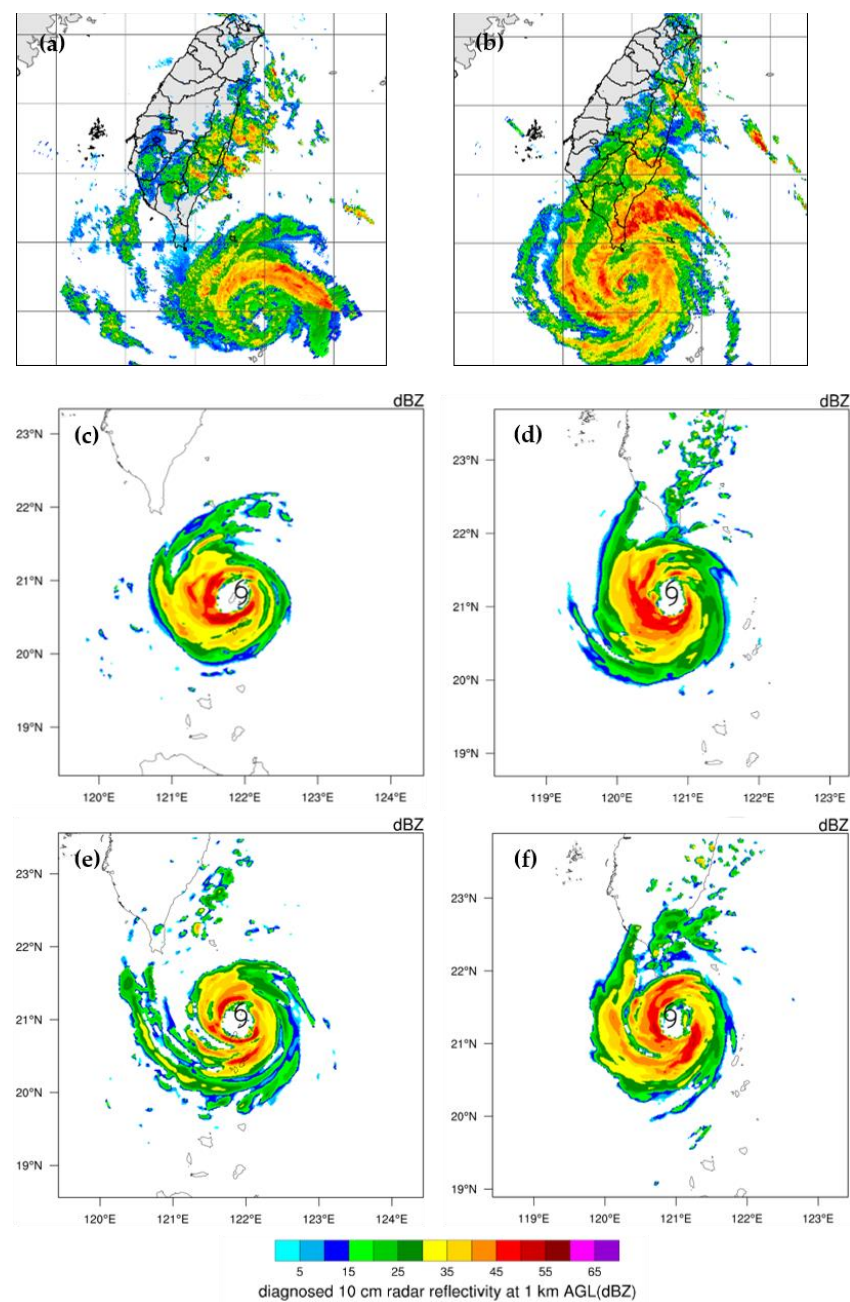 (a)
(b)
dBZ
(c)
23°N
22°N
21°N
20°N
19°N
120°E 121°E 122°E 123°E 124°E
dBZ
(d)
23°N
22°N
21°N
20°N
19°N
119°E 120°E 121°E 122°E 123°E
dBZ
(e)
23°N
22°N
21°N
20°N
19°N
120°E 121°E 122°E 123°E 124°E
dBZ
(f)
23°N
22°N
21°N
20°N
19°N
119°E 120°E 121°E 122°E 123°E
5 15 25 35 45 55 65
diagnosed 10 cm radar reflectivity at 1 km AGL(dBZ)